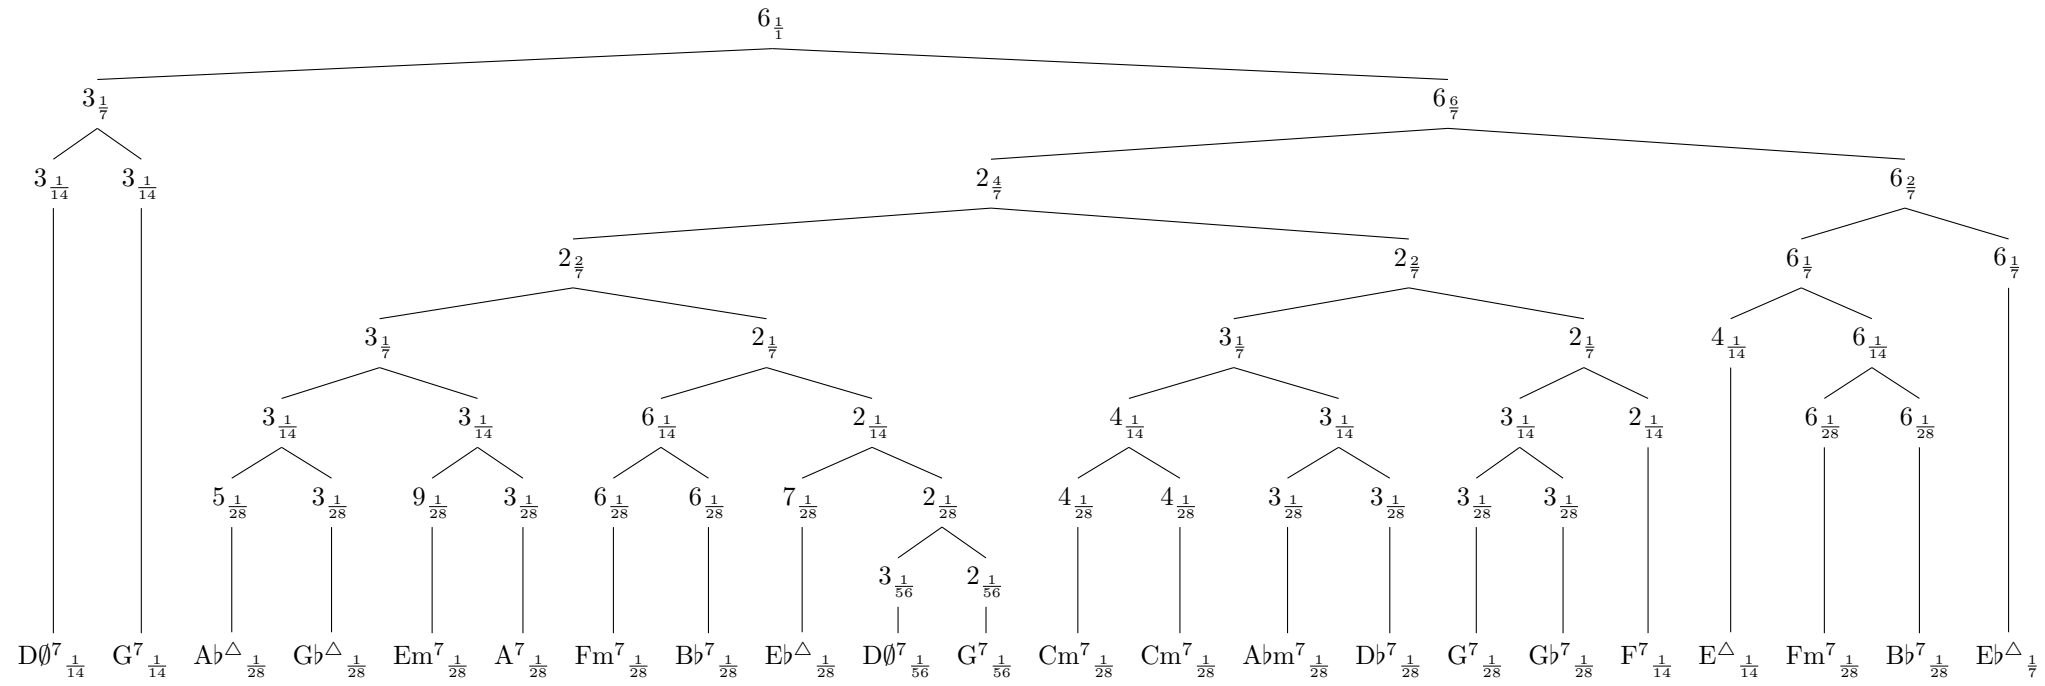 6 1/1
3 1/7 6 6/7
3 1/14 3 1/14 2 4/7 6 2/7
2 2/7 2 2/7 6 1/7 6 1/7
3 1/7 2 1/7 3 1/7 2 1/7 4 1/14 6 1/14
3 1/14 3 1/14 6 1/14 2 1/14 4 1/14 3 1/14 3 1/14 2 1/14 6 1/28 6 1/28
5 1/28 3 1/28 9 1/28 3 1/28 6 1/28 6 1/28 7 1/28 2 1/28 4 1/28 4 1/28 3 1/28 3 1/28 3 1/28 3 1/28
3 1/56 2 1/56
D∅⁷ 1/14 G⁷ 1/14 A♭△ 1/28 G♭△ 1/28 Em⁷ 1/28 A⁷ 1/28 Fm⁷ 1/28 B♭⁷ 1/28 E♭△ 1/28 D∅⁷ 1/56 G⁷ 1/56 Cm⁷ 1/28 Cm⁷ 1/28 A♭m⁷ 1/28 D♭⁷ 1/28 G⁷ 1/28 G♭⁷ 1/28 F⁷ 1/14 E△ 1/14 Fm⁷ 1/28 B♭⁷ 1/28 E♭△ 1/7